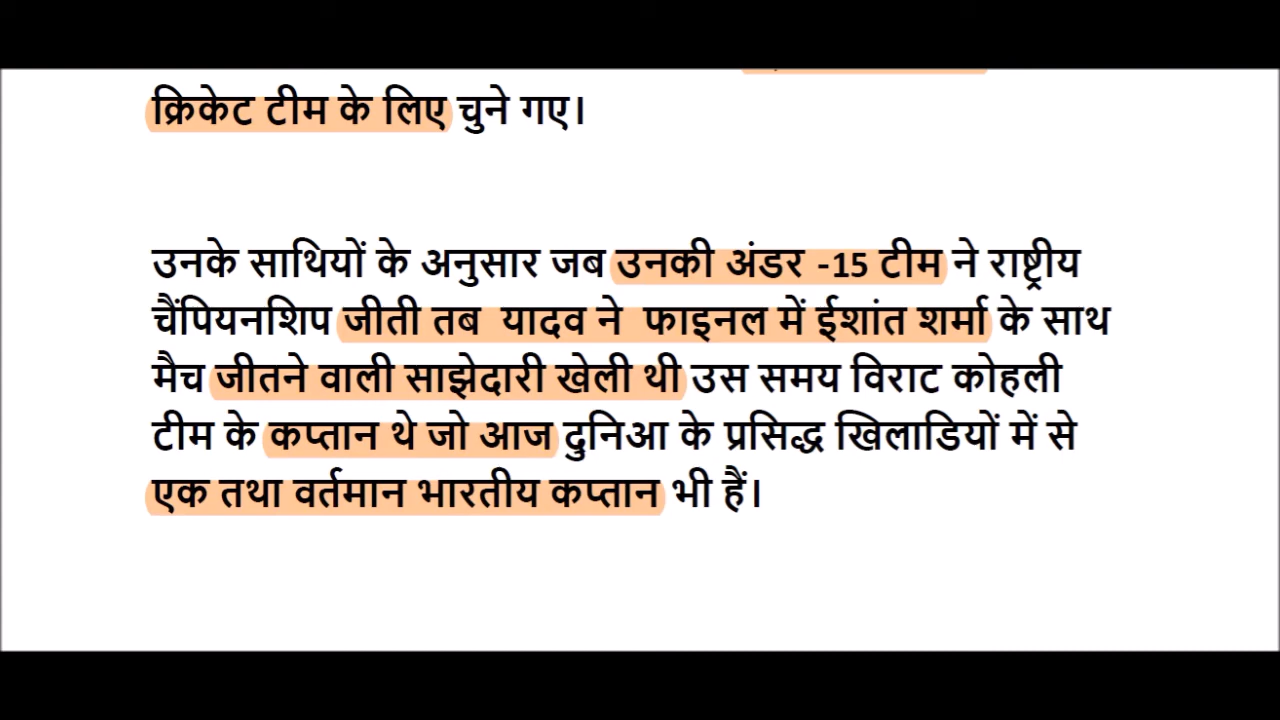 क्रिकेट टीम के लिए चुने गए।
उनके साथियों के अनुसार जब उनकी अंडर -15 टीम ने राष्ट्रीय
चैंपियनशिप जीती तब यादव ने फाइनल में ईशांत शर्मा के साथ
मैच जीतने वाली साझेदारी खेली थी उस समय विराट कोहली
टीम के कप्तान थे जो आज दुनिआ के प्रसिद्ध खिलाडियों में से
एक तथा वर्तमान भारतीय कप्तान भी हैं।